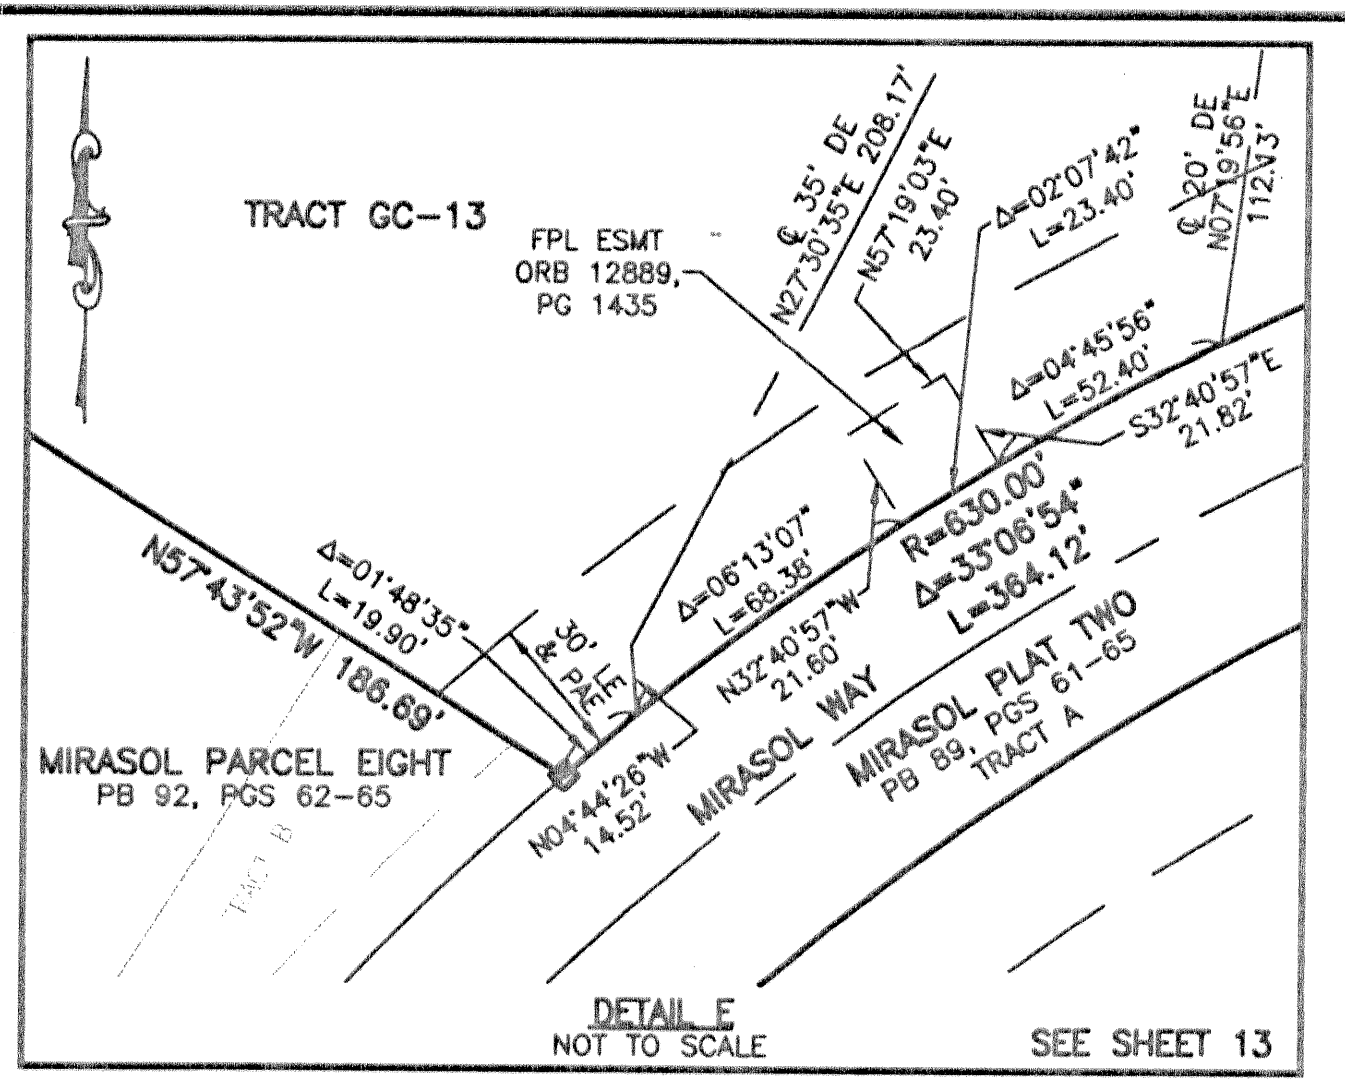 TRACT GC-13
FPL ESMT
ORB 12889,
PG 1435
℄ 35' DE
N27°30'35"E 208.17'
N57°19'03"E
23.40'
Δ=02°07'42"
L=23.40'
℄ 20' DE
N07°19'56"E
Δ=04°45'56"
L=52.40'
S32°40'57"E
21.82'
R=630.00'
Δ=33°06'54"
L=364.12'
Δ=06°13'07"
L=68.38'
N32°40'57"W
21.60'
Δ=01°48'35"
L=19.90'
30' LE
& PAE
N57°43'52"W 186.69'
N04°44'26"W
14.52'
MIRASOL WAY
MIRASOL PLAT TWO
PB 89, PGS 61-65
TRACT A
MIRASOL PARCEL EIGHT
PB 92, PGS 62-65
TRACT B
DETAIL E
NOT TO SCALE
SEE SHEET 13